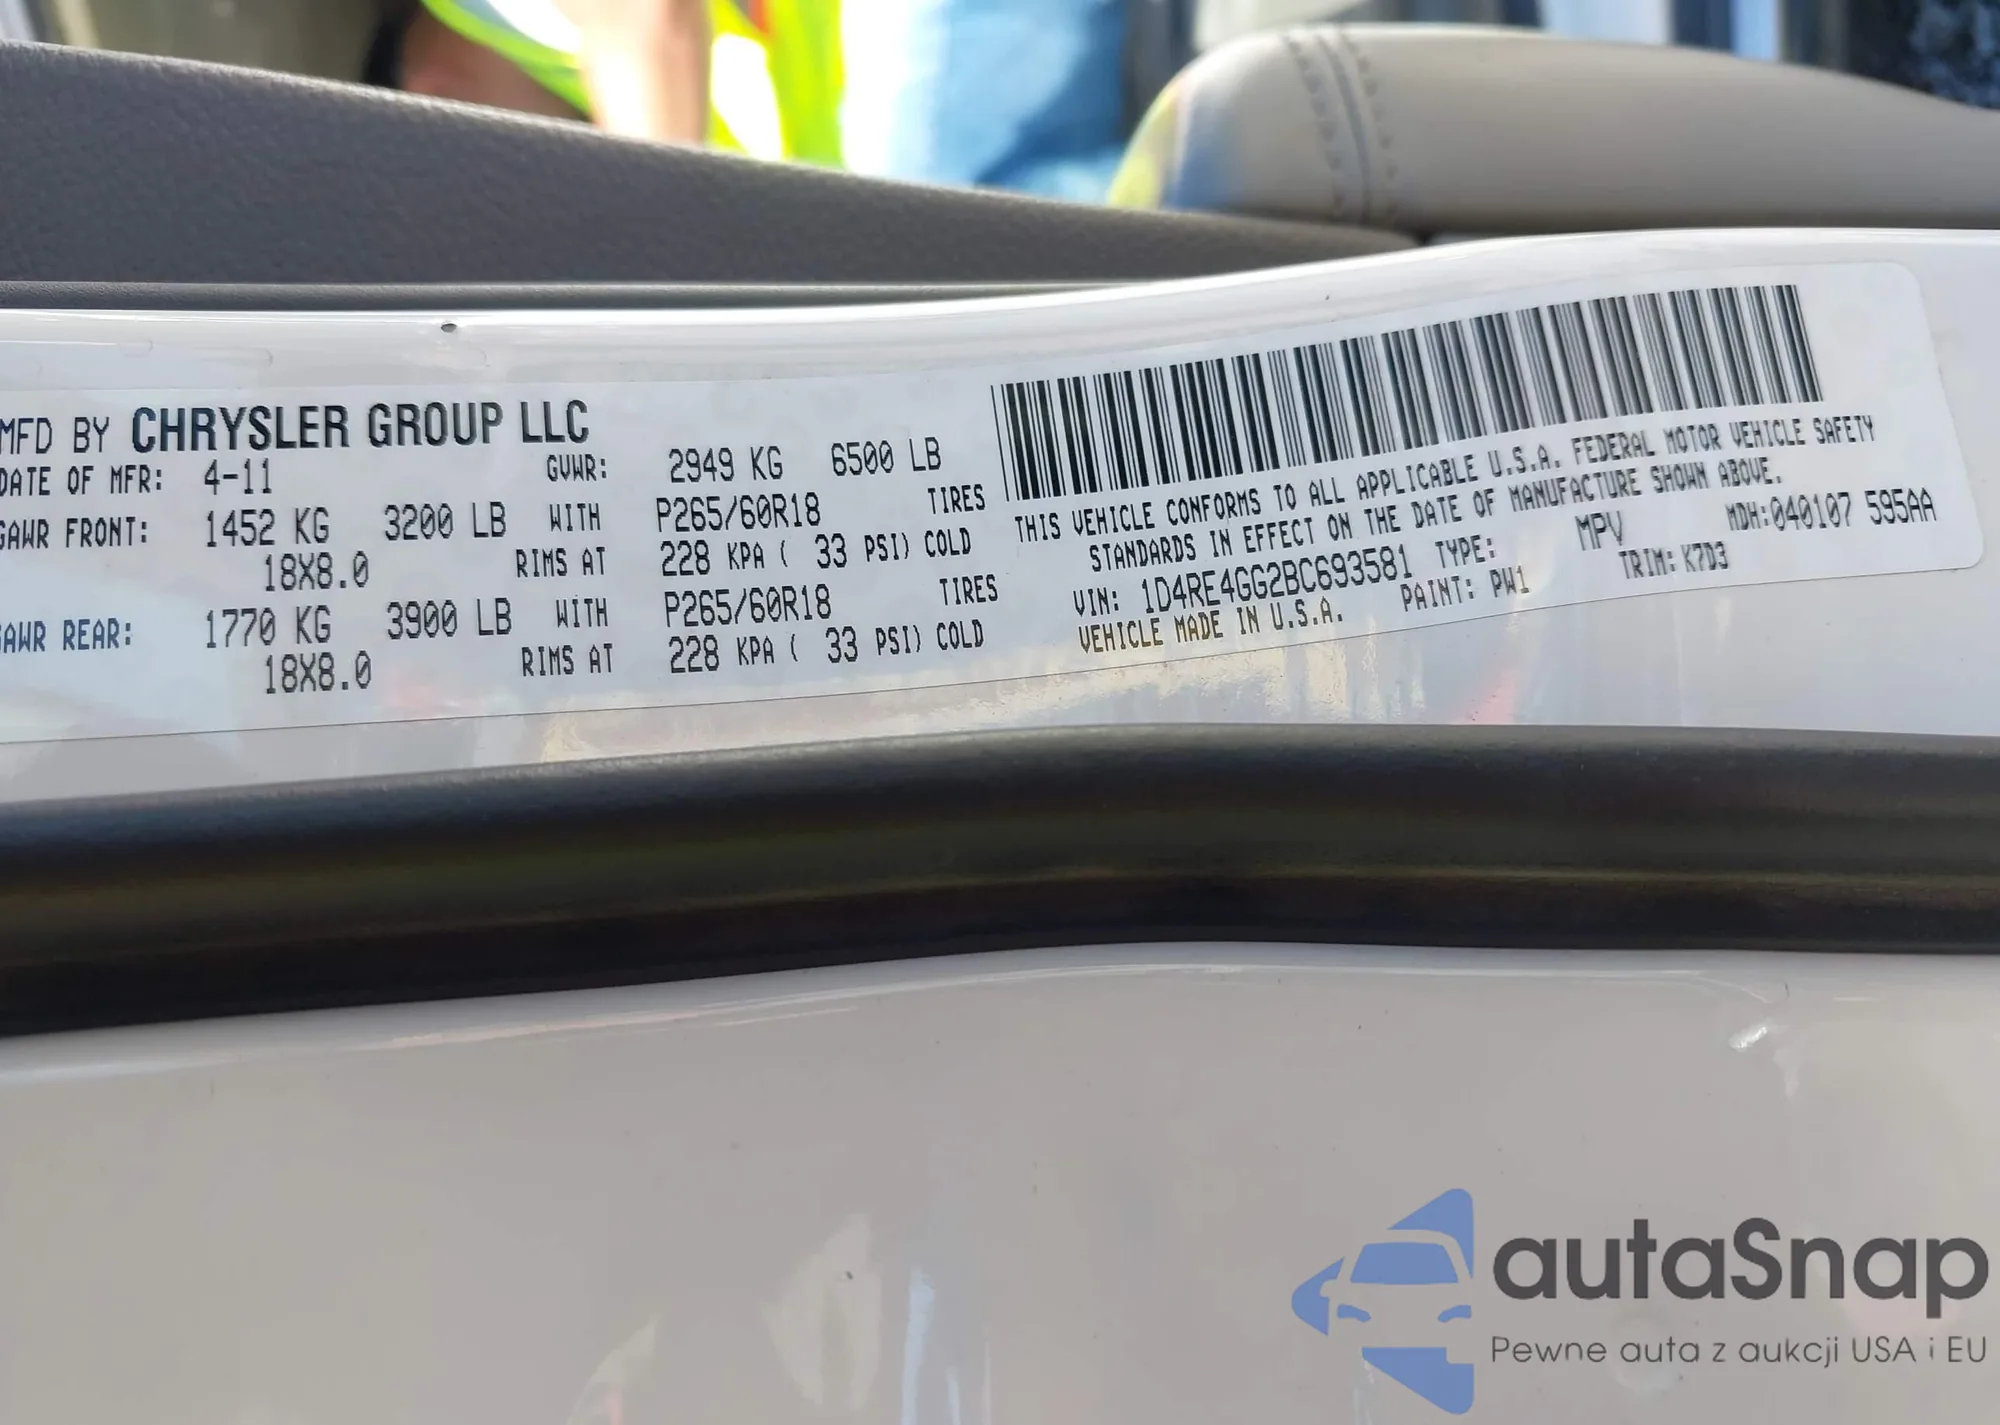 MFD BY CHRYSLER GROUP LLC
DATE OF MFR: 4-11 GVWR: 2949 KG 6500 LB
GAWR FRONT: 1452 KG 3200 LB WITH P265/60R18 TIRES
18X8.0 RIMS AT 228 KPA ( 33 PSI) COLD
GAWR REAR: 1770 KG 3900 LB WITH P265/60R18 TIRES
18X8.0 RIMS AT 228 KPA ( 33 PSI) COLD
THIS VEHICLE CONFORMS TO ALL APPLICABLE U.S.A. FEDERAL MOTOR VEHICLE SAFETY
STANDARDS IN EFFECT ON THE DATE OF MANUFACTURE SHOWN ABOVE.
VIN: 1D4RE4GG2BC693581 TYPE: MPV MDH:040107 595AA
VEHICLE MADE IN U.S.A. PAINT: PW1 TRIM: K7D3
autaSnap
Pewne auta z aukcji USA i EU